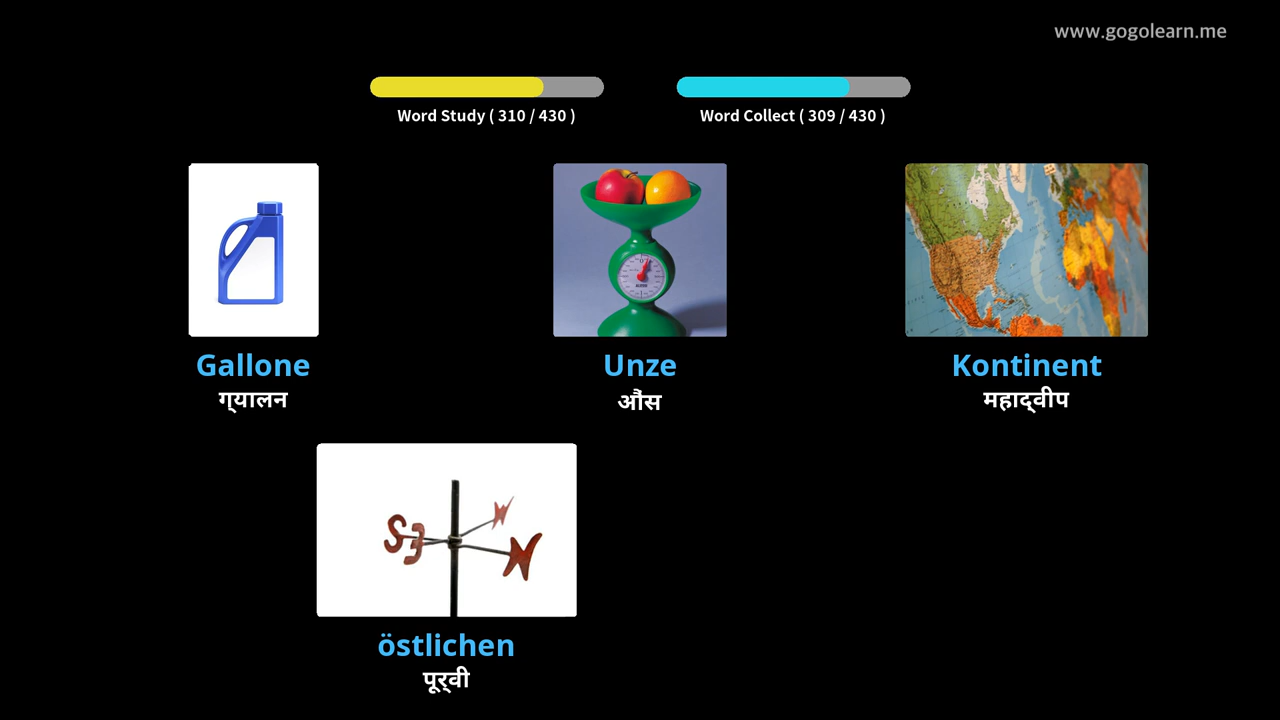 www.gogolearn.me
Word Study ( 310 / 430 )
Word Collect ( 309 / 430 )
Gallone
Unze
Kontinent
ग्यालन
औंस
महाद्वीप
S E N
östlichen
पूर्वी